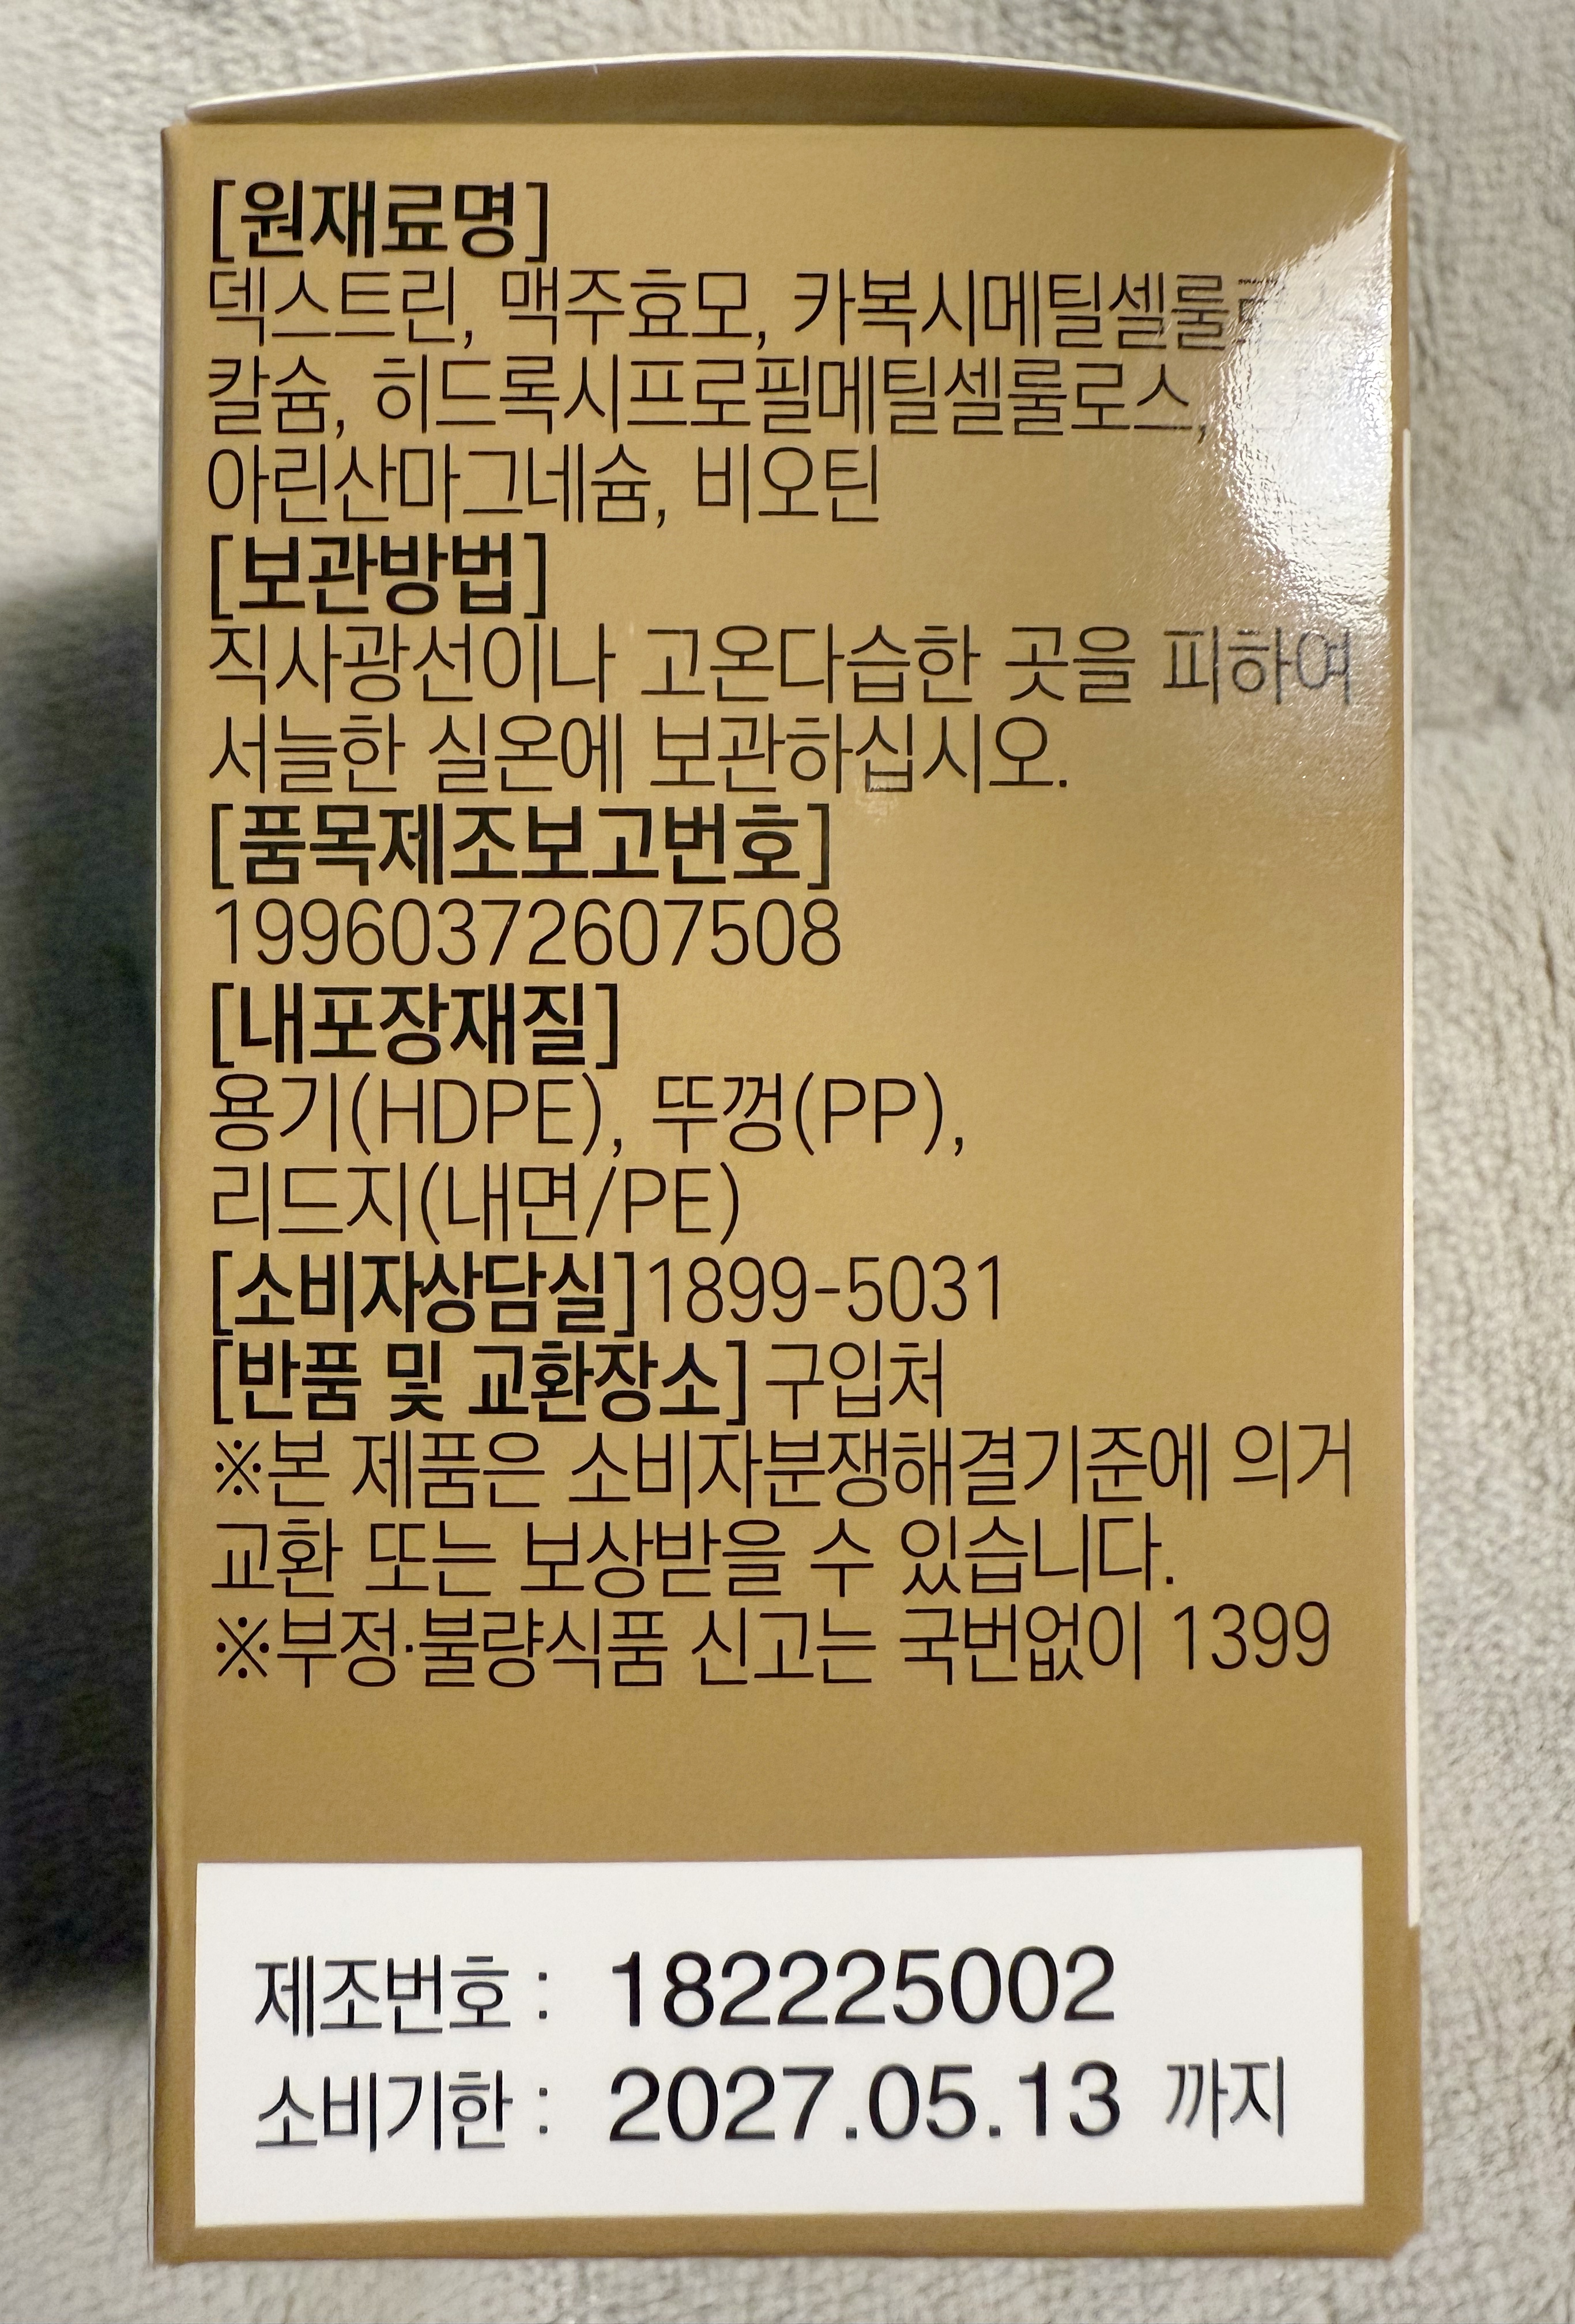 [원재료명]
덱스트린, 맥주효모,
칼슘, 히드록시프로필메틸셀룰로스,
아린산마그네슘, 비오틴
[보관방법]
직사광선이나 고온다습한 곳을 피하여
서늘한 실온에 보관하십시오.
[품목제조보고번호]
19960372607508
[내포장재질]
용기(HDPE), 뚜껑(PP),
리드지(내면/PE)
[소비자상담실]1899-5031
[반품 및 교환장소] 구입처
※본 제품은 소비자분쟁해결기준에 의거
교환 또는 보상받을 수 있습니다.
※부정·불량식품 신고는 국번없이 1399
제조번호 : 182225002
소비기한 : 2027.05.13 까지